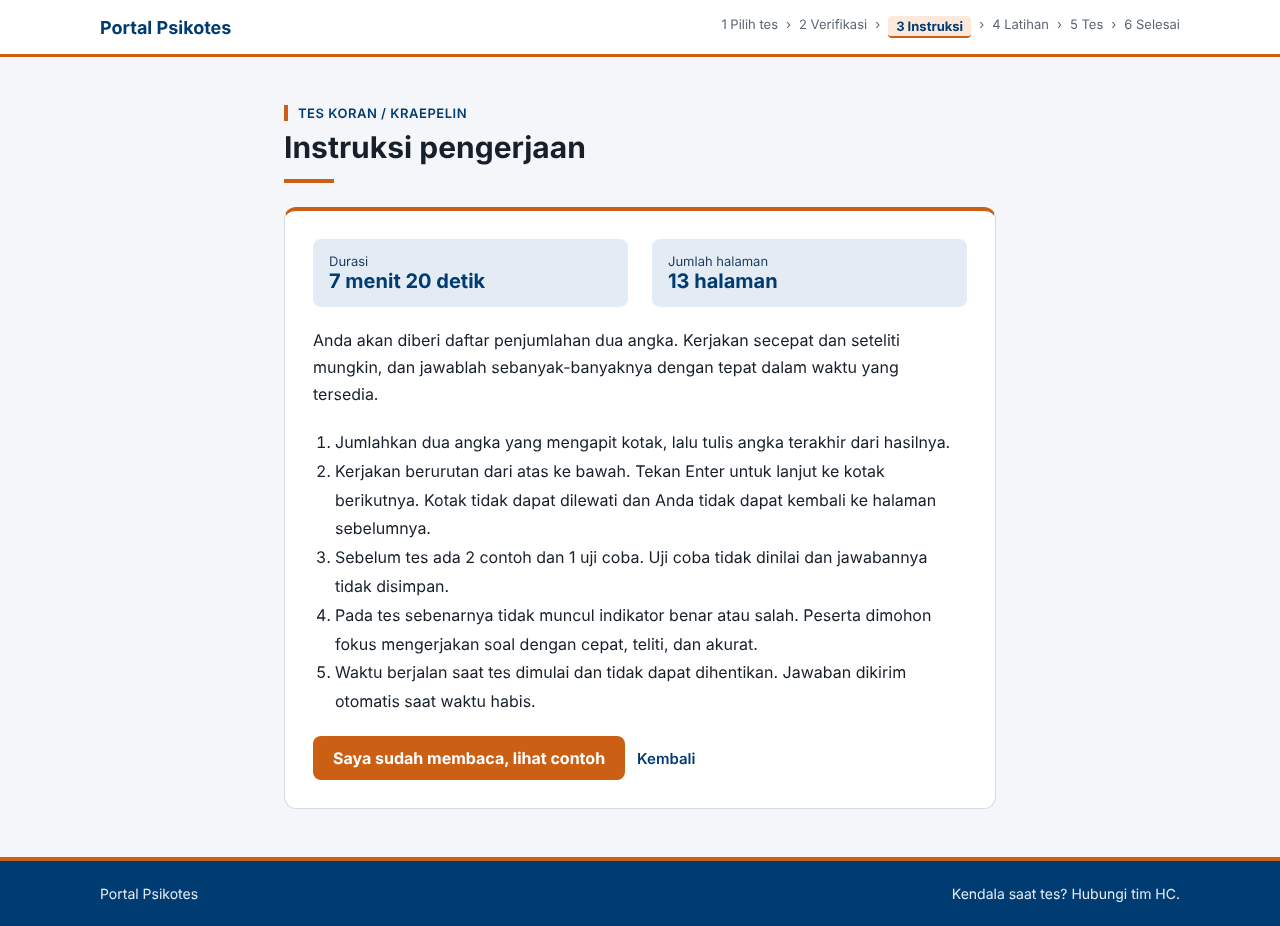 Portal Psikotes
1 Pilih tes › 2 Verifikasi › 3 Instruksi › 4 Latihan › 5 Tes › 6 Selesai
TES KORAN / KRAEPELIN
Instruksi pengerjaan
Durasi
7 menit 20 detik
Jumlah halaman
13 halaman
Anda akan diberi daftar penjumlahan dua angka. Kerjakan secepat dan seteliti
mungkin, dan jawablah sebanyak-banyaknya dengan tepat dalam waktu yang
tersedia.
1. Jumlahkan dua angka yang mengapit kotak, lalu tulis angka terakhir dari hasilnya.
2. Kerjakan berurutan dari atas ke bawah. Tekan Enter untuk lanjut ke kotak
berikutnya. Kotak tidak dapat dilewati dan Anda tidak dapat kembali ke halaman
sebelumnya.
3. Sebelum tes ada 2 contoh dan 1 uji coba. Uji coba tidak dinilai dan jawabannya
tidak disimpan.
4. Pada tes sebenarnya tidak muncul indikator benar atau salah. Peserta dimohon
fokus mengerjakan soal dengan cepat, teliti, dan akurat.
5. Waktu berjalan saat tes dimulai dan tidak dapat dihentikan. Jawaban dikirim
otomatis saat waktu habis.
Saya sudah membaca, lihat contoh
Kembali
Portal Psikotes
Kendala saat tes? Hubungi tim HC.